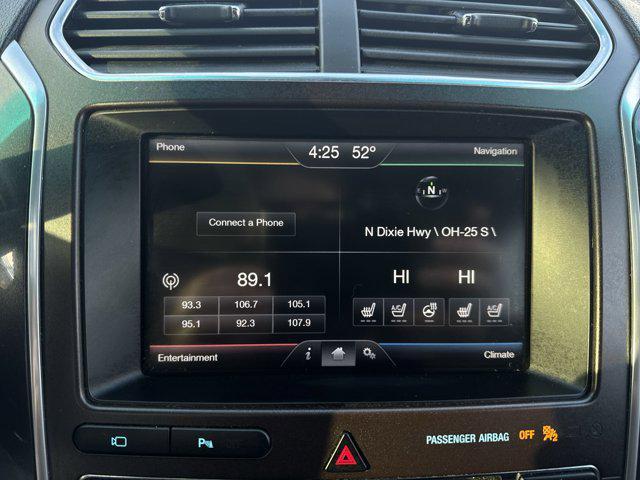 Phone 4:25 52° Navigation
N
Connect a Phone
N Dixie Hwy \ OH-25 S \
89.1 HI HI
93.3 106.7 105.1
A/C A/C
95.1 92.3 107.9
Entertainment i Climate
P
PASSENGER AIRBAG OFF 2